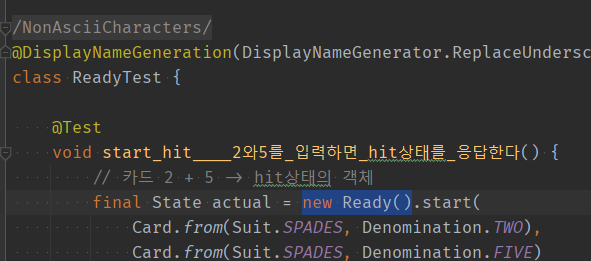 /NonAsciiCharacters/
@DisplayNameGeneration(DisplayNameGenerator.ReplaceUndersc
class ReadyTest {
@Test
void start_hit____2와5를_입력하면_hit상태를_응답한다() {
// 카드 2 + 5 -> hit상태의 객체
final State actual = new Ready().start(
Card.from(Suit.SPADES, Denomination.TWO),
Card.from(Suit.SPADES, Denomination.FIVE)